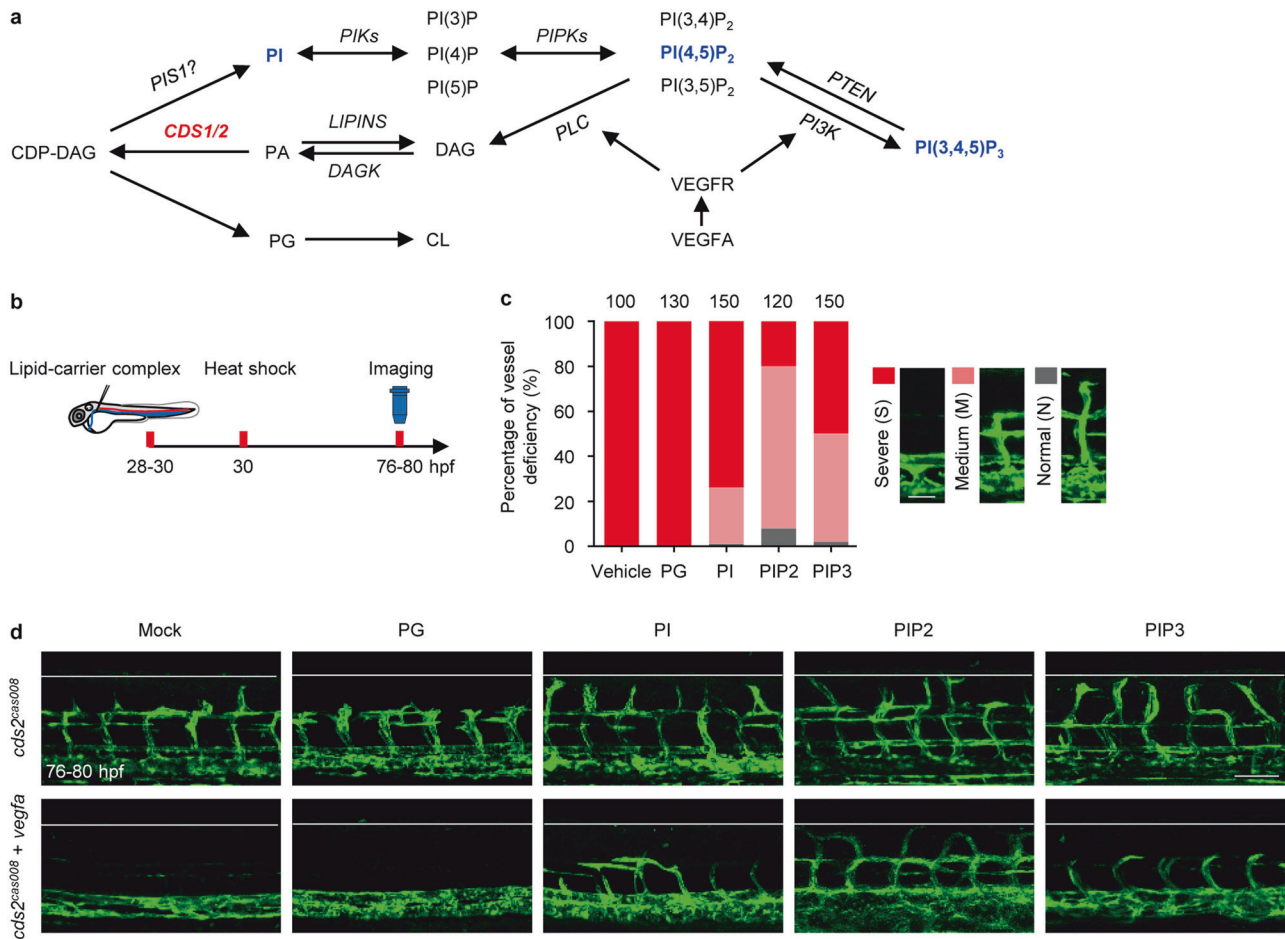 a
PI(3)P
PI(3,4)P2
PI
PIKs
PI(4)P
PIPKs
PI(4,5)P2
PIS1?
PI(5)P
PI(3,5)P2
PTEN
CDS1/2
LIPINS
PLC
PI3K
CDP-DAG
PA
DAG
PI(3,4,5)P3
DAGK
VEGFR
PG
CL
VEGFA
b
Lipid-carrier complex
Heat shock
Imaging
28-30
30
76-80 hpf
c
100 130 150 120 150
Percentage of vessel
deficiency (%)
100
80
60
40
20
0
Vehicle PG PI PIP2 PIP3
Severe (S)
Medium (M)
Normal (N)
d
Mock PG PI PIP2 PIP3
cds2cas008
76-80 hpf
cds2cas008 + vegfa